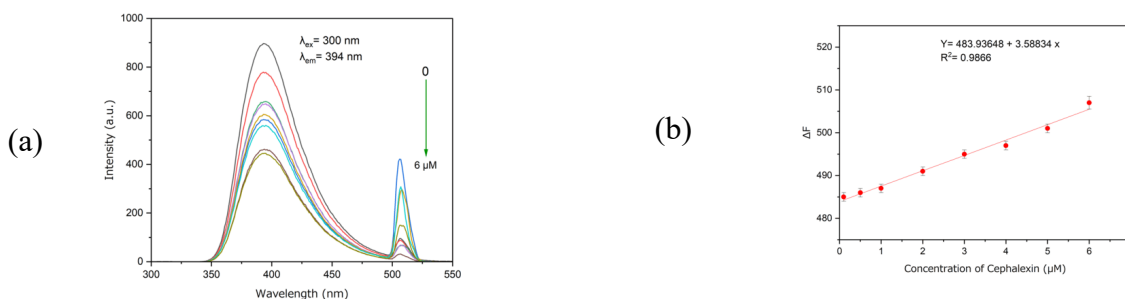 (a)
1000
800
600
400
200
0
Intensity (a.u.)
λex= 300 nm
λem= 394 nm
0
6 μM
300
350
400
450
500
550
Wavelength (nm)
(b)
520
510
500
490
480
ΔF
Y= 483.93648 + 3.58834 x
R2= 0.9866
0
1
2
3
4
5
6
Concentration of Cephalexin (μM)